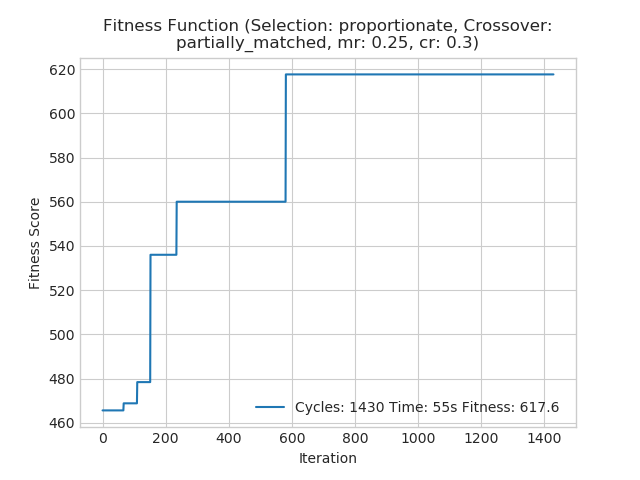 Fitness Function (Selection: proportionate, Crossover:
partially_matched, mr: 0.25, cr: 0.3)
620
600
580
560
540
520
500
480
460
Fitness Score
Cycles: 1430 Time: 55s Fitness: 617.6
0 200 400 600 800 1000 1200 1400
Iteration